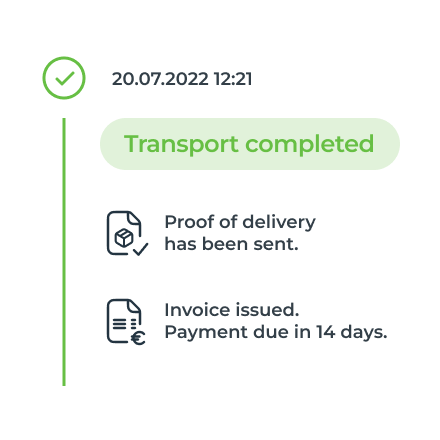 20.07.2022 12:21
Transport completed
Proof of delivery
has been sent.
Invoice issued.
Payment due in 14 days.
€